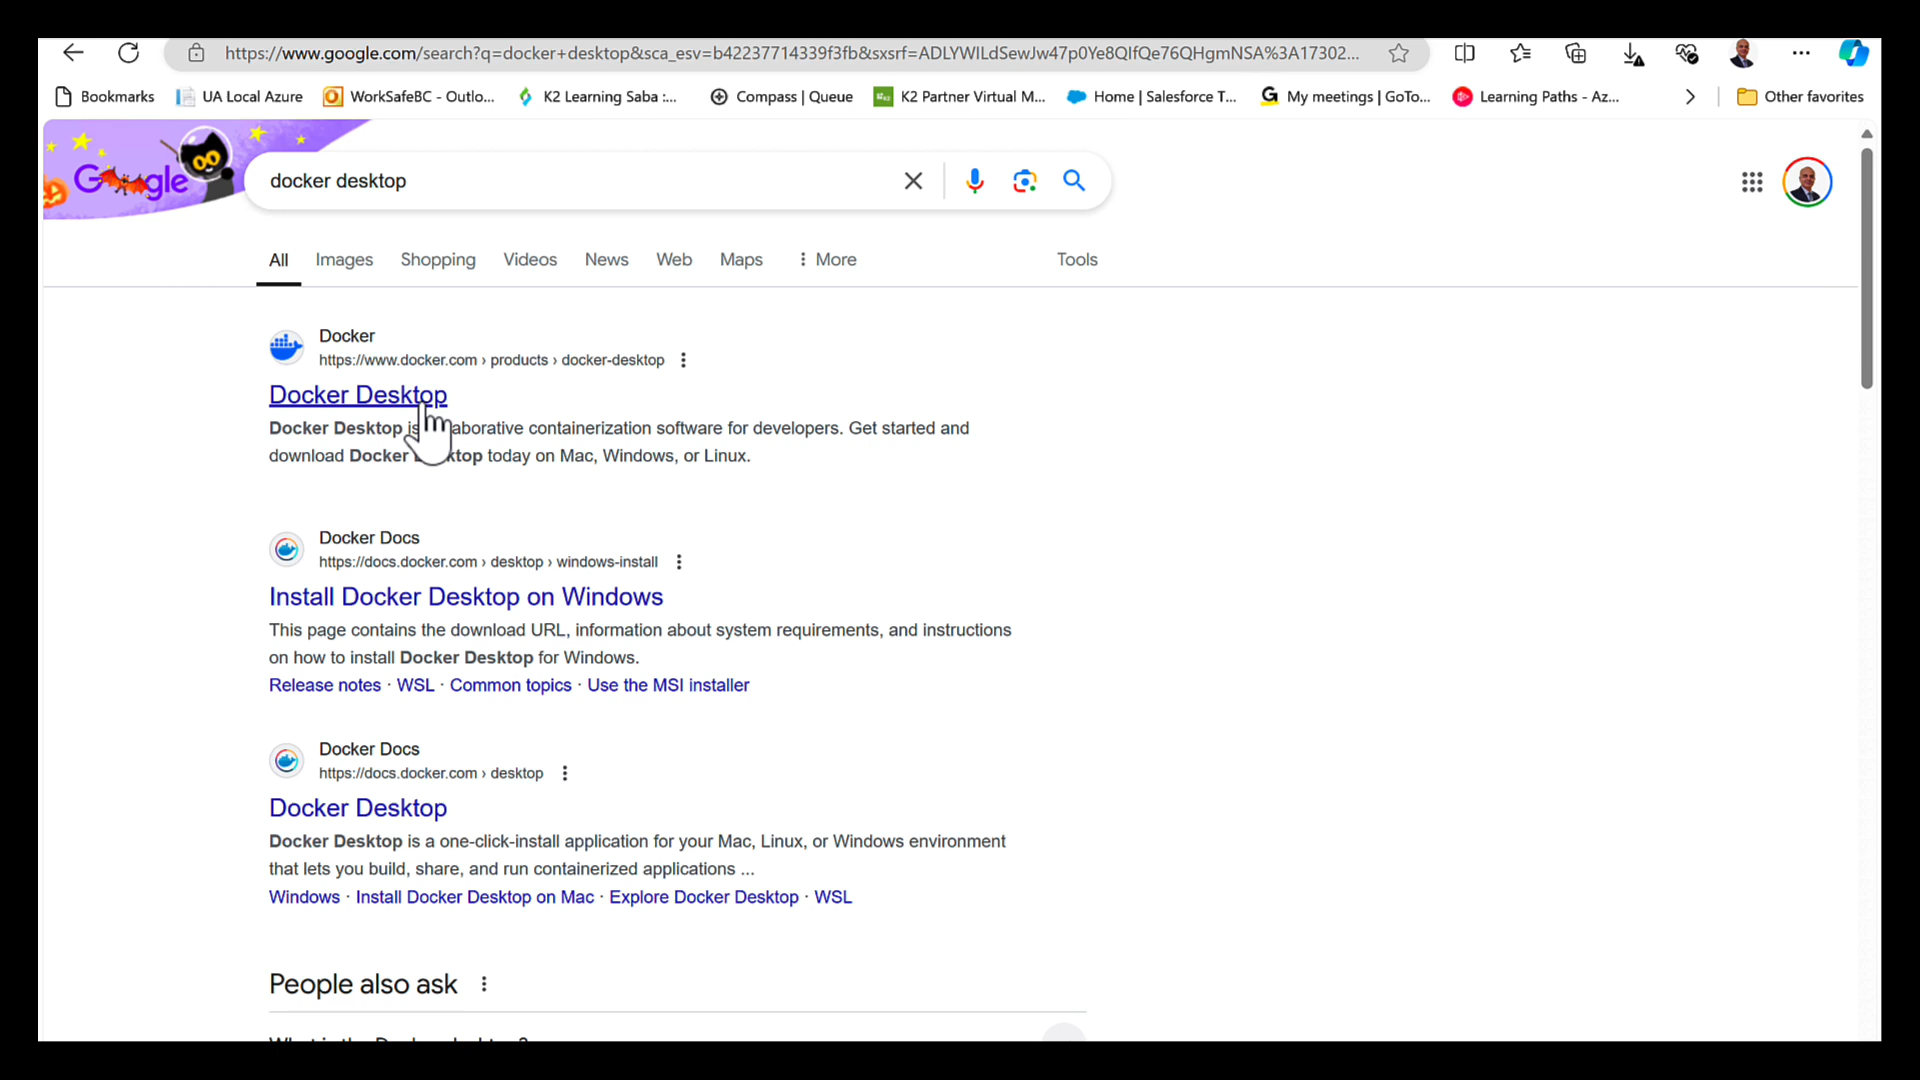 https://www.google.com/search?q=docker+desktop&sca_esv=b42237714339f3fb&sxsrf=ADLYWILdSewJw47p0Ye8QIfQe76QHgmNSA%3A17302...
Bookmarks UA Local Azure WorkSafeBC - Outlo... K2 Learning Saba :... Compass | Queue K2 Partner Virtual M... Home | Salesforce T... My meetings | GoTo... Learning Paths - Az... Other favorites
Google
docker desktop
All Images Shopping Videos News Web Maps More Tools
Docker
https://www.docker.com › products › docker-desktop
Docker Desktop
Docker Desktop is containerization software for developers. Get started and
download Docker today on Mac, Windows, or Linux.
Docker Docs
https://docs.docker.com › desktop › windows-install
Install Docker Desktop on Windows
This page contains the download URL, information about system requirements, and instructions
on how to install Docker Desktop for Windows.
Release notes · WSL · Common topics · Use the MSI installer
Docker Docs
https://docs.docker.com › desktop
Docker Desktop
Docker Desktop is a one-click-install application for your Mac, Linux, or Windows environment
that lets you build, share, and run containerized applications ...
Windows · Install Docker Desktop on Mac · Explore Docker Desktop · WSL
People also ask